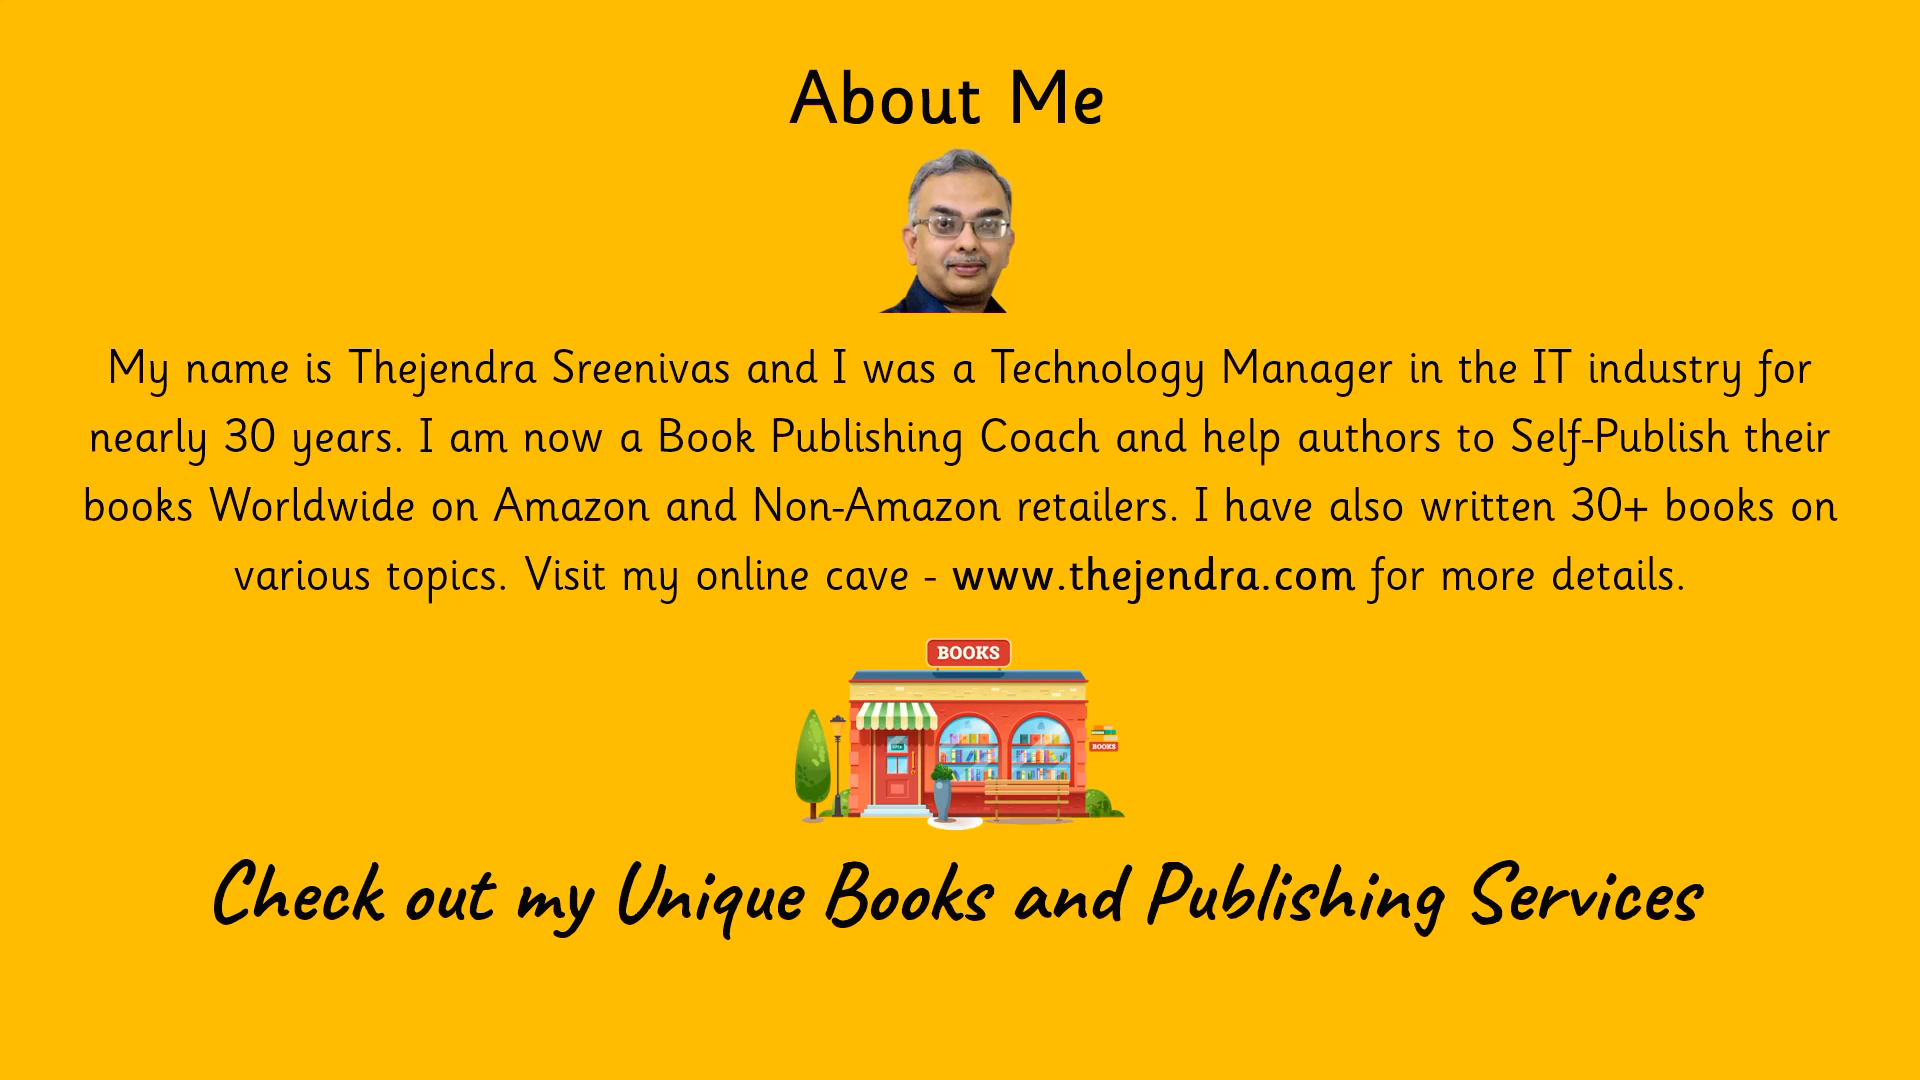 About Me
My name is Thejendra Sreenivas and I was a Technology Manager in the IT industry for
nearly 30 years. I am now a Book Publishing Coach and help authors to Self-Publish their
books Worldwide on Amazon and Non-Amazon retailers. I have also written 30+ books on
various topics. Visit my online cave - www.thejendra.com for more details.
BOOKS
BOOKS
Check out my Unique Books and Publishing Services